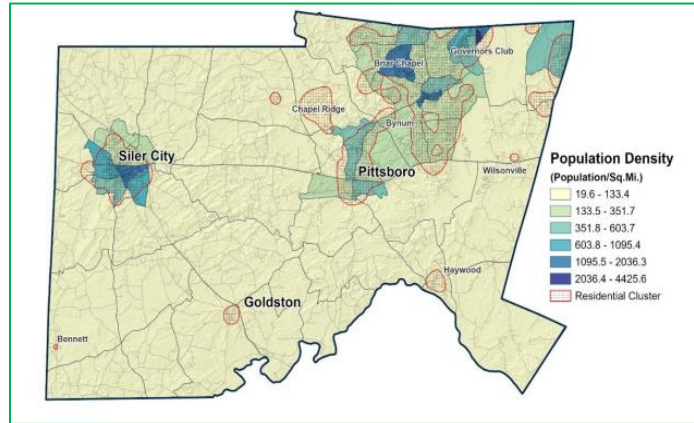 Briar Chapel
Governors Club
Chapel Ridge
Bynum
Siler City
Pittsboro
Wilsonville
Haywood
Goldston
Bennett
Population Density
(Population/Sq.Mi.)
19.6 - 133.4
133.5 - 351.7
351.8 - 603.7
603.8 - 1095.4
1095.5 - 2036.3
2036.4 - 4425.6
Residential Cluster